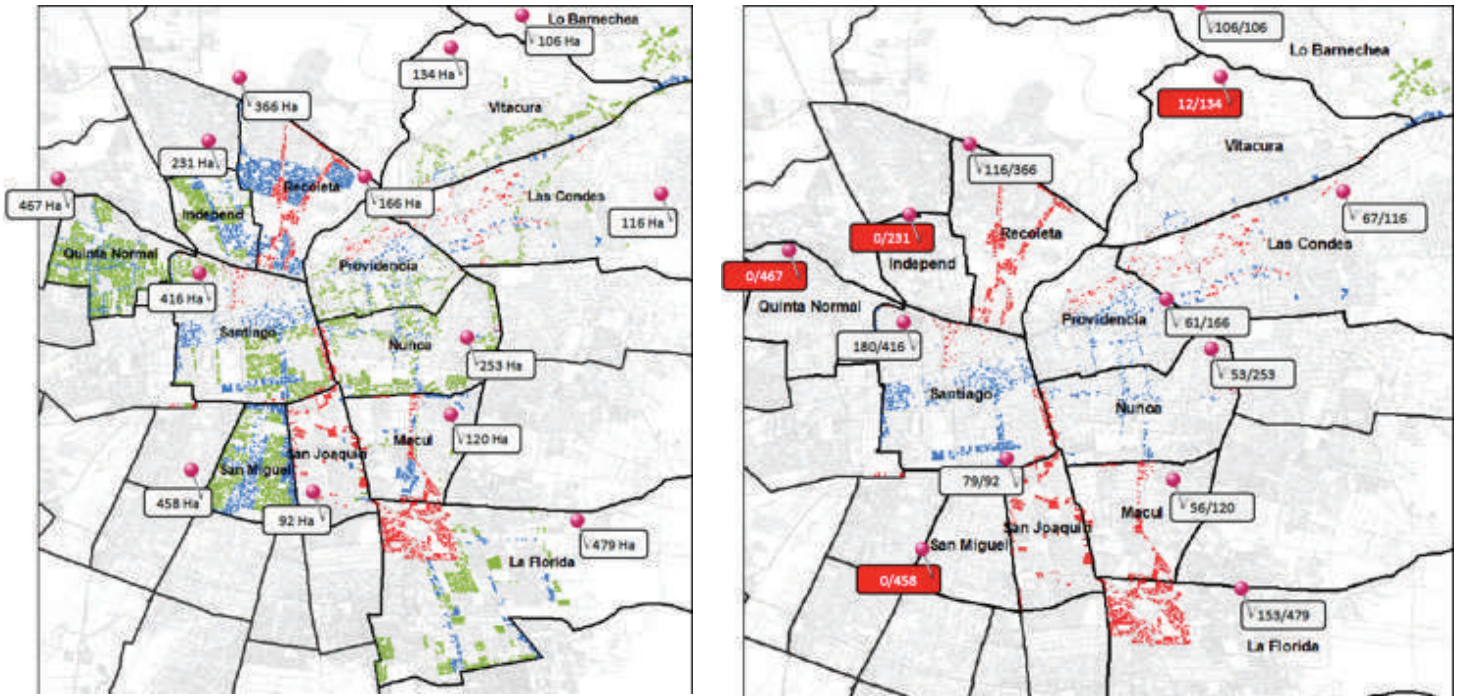 Lo Barnechea
106 Ha
134 Ha
366 Ha
Vitacura
231 Ha
Recoleta
166 Ha
Las Condes
467 Ha
Independ
116 Ha
Quinta Normal
Providencia
416 Ha
Santiago
Nunoa
253 Ha
120 Ha
Macul
San Joaquin
San Miguel
458 Ha
92 Ha
479 Ha
La Florida
106/106
Lo Barnechea
12/134
Vitacura
116/366
67/116
Recoleta
0/231
Las Condes
Independ
0/467
Quinta Normal
Providencia
61/166
180/416
53/253
Santiago
Nunoa
79/92
56/120
Macul
San Joaquin
San Miguel
0/458
153/479
La Florida